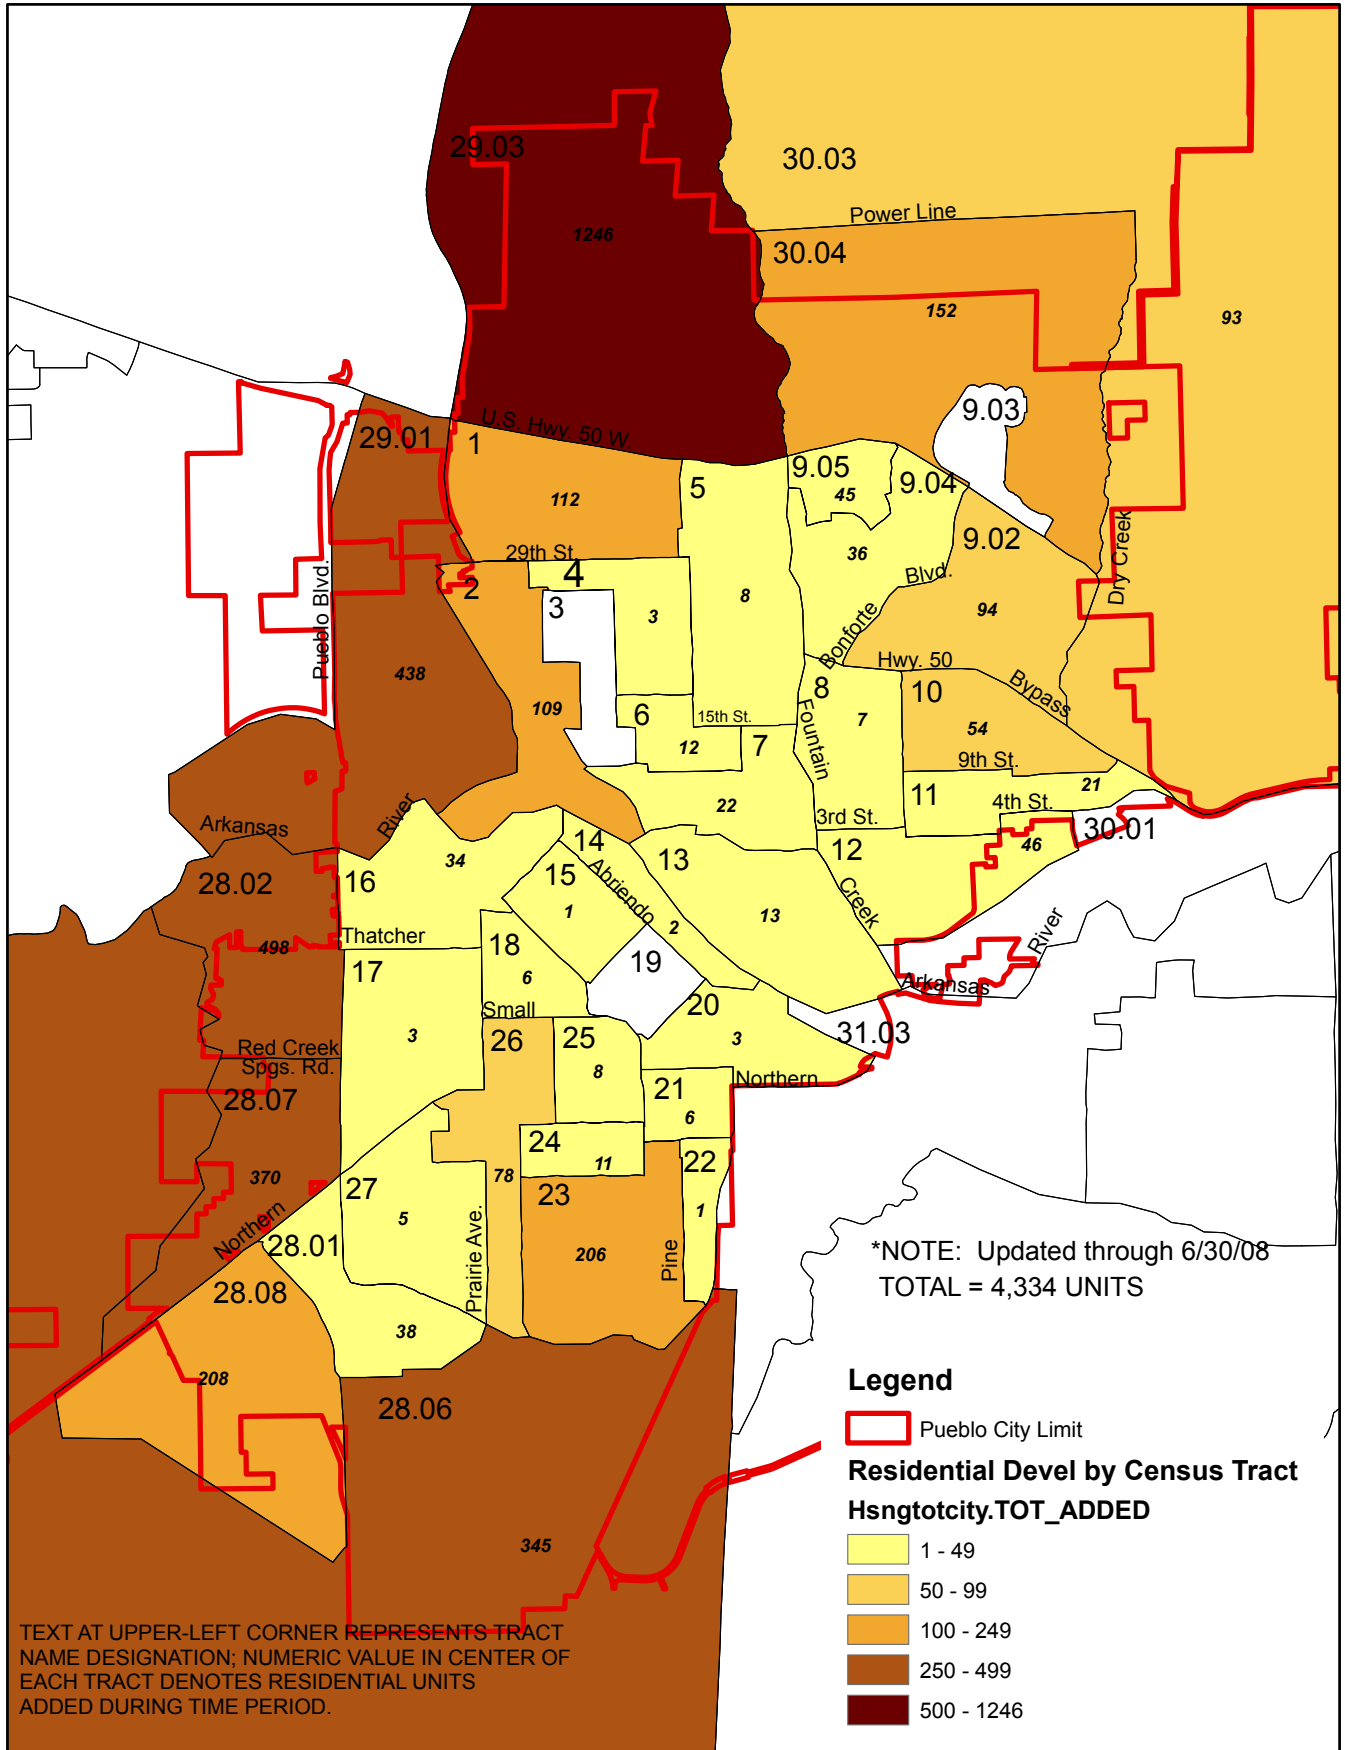 29.03
30.03
Power Line
1246
30.04
152
93
9.03
U.S. Hwy. 50 W.
29.01
1
9.05
5
45
9.04
112
9.02
29th St.
36
4
Blvd.
Dry Creek
2
3
8
3
94
Pueblo Blvd.
Bonforte
Hwy. 50
438
8
10
Bypass
109
6
15th St.
7
Fountain
7
54
12
9th St.
11
21
22
3rd St.
4th St.
River
Arkansas
14
13
12
30.01
46
34
28.02
16
15
Abriendo
Creek
1
13
2
Thatcher
498
18
19
River
17
6
Arkansas
20
Small
3
26
25
3
31.03
Red Creek
Spgs. Rd.
8
Northern
28.07
21
6
24
11
22
370
78
27
23
1
5
Northern
28.01
Prairie Ave.
206
Pine
*NOTE: Updated through 6/30/08
TOTAL = 4,334 UNITS
28.08
38
208
28.06
345
Legend
Pueblo City Limit
Residential Devel by Census Tract
Hsngtotcity.TOT_ADDED
1 - 49
50 - 99
100 - 249
250 - 499
500 - 1246
TEXT AT UPPER-LEFT CORNER REPRESENTS TRACT
NAME DESIGNATION; NUMERIC VALUE IN CENTER OF
EACH TRACT DENOTES RESIDENTIAL UNITS
ADDED DURING TIME PERIOD.